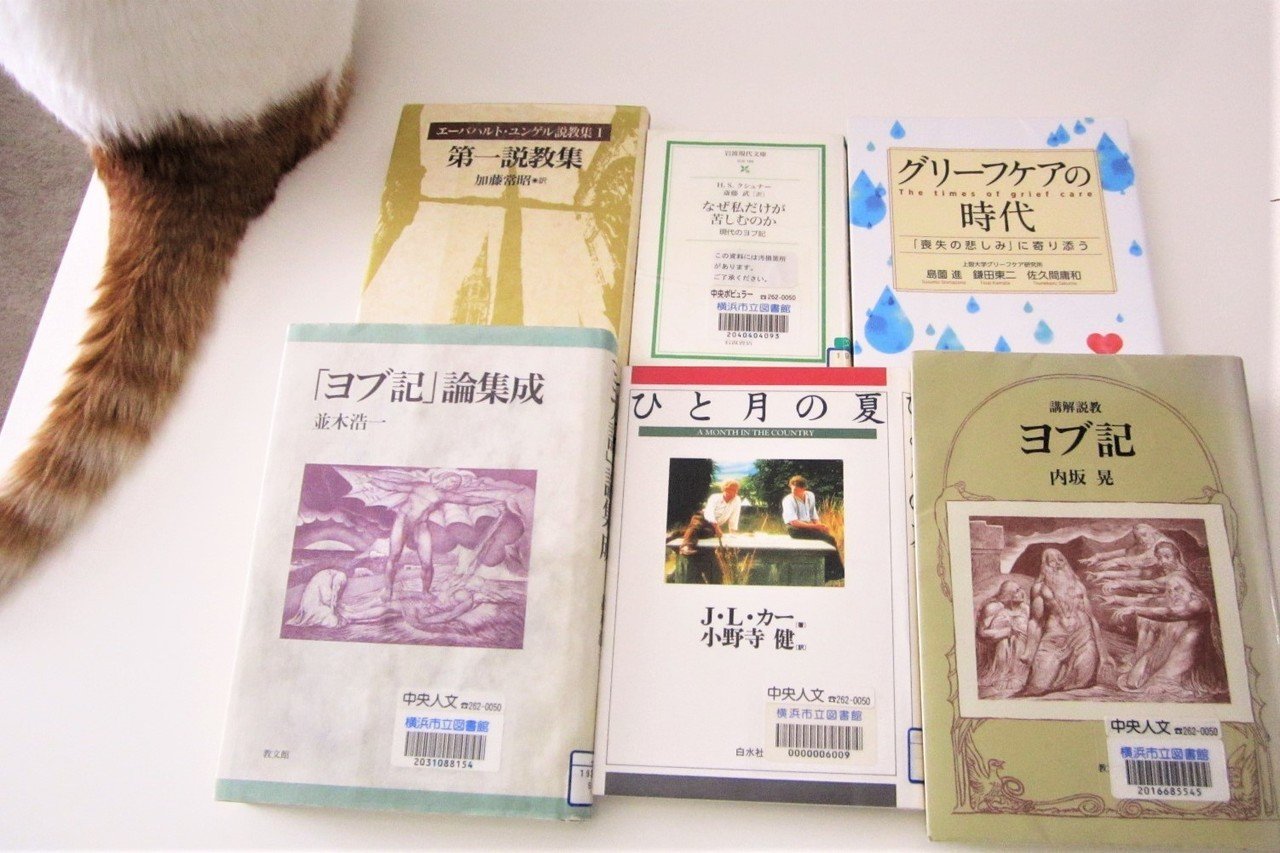 エーバハルト・ユンゲル説教集 I
第一説教集
加藤常昭●訳
岩波現代文庫
H. S. クシュナー
斎藤 武［訳］
なぜ私だけが
苦しむのか
現代のヨブ記
この資料には汚損箇所
があります。
ご了承ください。
中央ポピュラー ☎262-0050
横浜市立図書館
2040404093
岩波書店
グリーフケアの
The times of grief care
時代
「喪失の悲しみ」に寄り添う
上智大学グリーフケア研究所
島薗 進 鎌田東二 佐久間庸和
「ヨブ記」論集成
並木浩一
中央人文 ☎262-0050
横浜市立図書館
2031088154
教文館
ひと月の夏
A MONTH IN THE COUNTRY
J・L・カー［著］
小野寺 健［訳］
中央人文 ☎262-0050
横浜市立図書館
0000006009
白水社
講解説教
ヨブ記
内坂 晃
中央人文 ☎262-0050
横浜市立図書館
2016685545